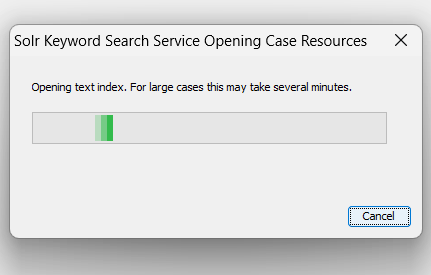 Solr Keyword Search Service Opening Case Resources
Opening text index. For large cases this may take several minutes.
Cancel